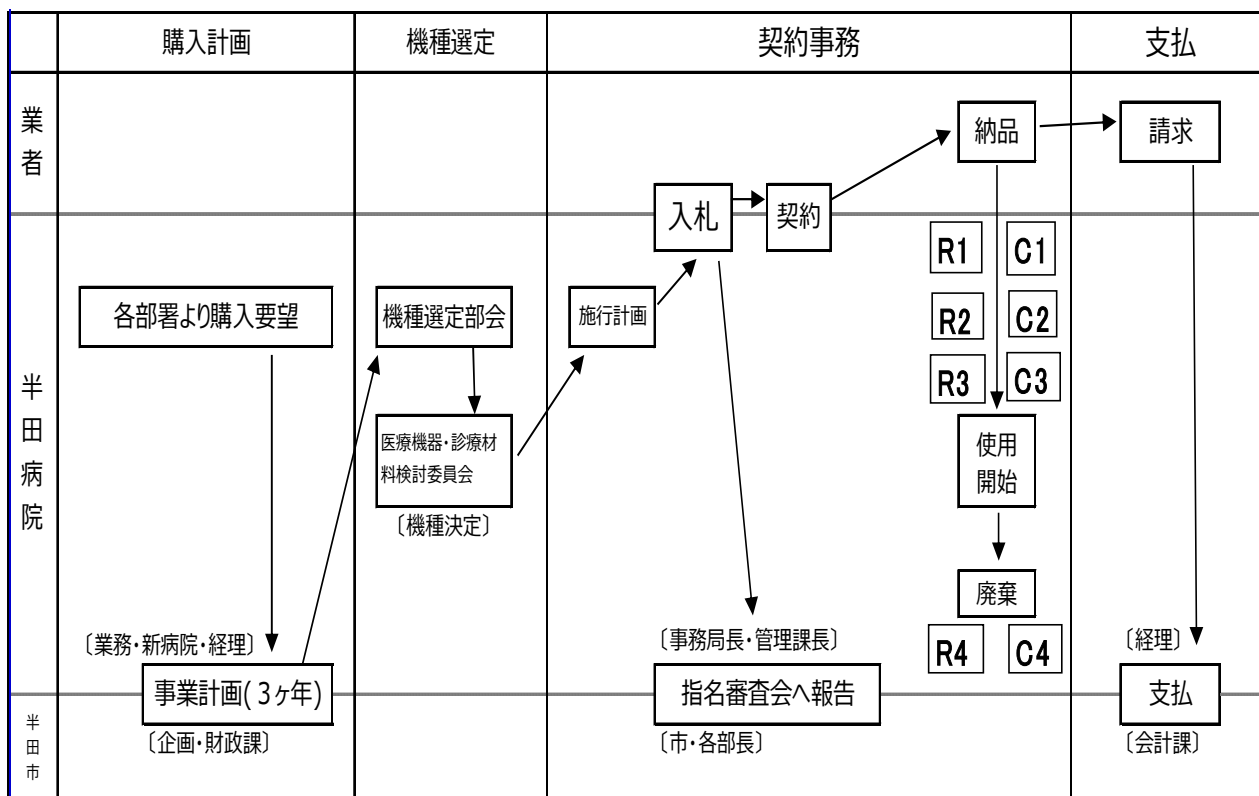 購入計画
機種選定
契約事務
支払
業者
納品
請求
入札
契約
R1
C1
半田病院
各部署より購入要望
機種選定部会
施行計画
R2
C2
R3
C3
医療機器・診療材
料検討委員会
〔機種決定〕
使用
開始
廃棄
〔業務・新病院・経理〕
〔事務局長・管理課長〕
R4
C4
〔経理〕
事業計画(3ヶ年)
指名審査会へ報告
支払
半田市
〔企画・財政課〕
〔市・各部長〕
〔会計課〕